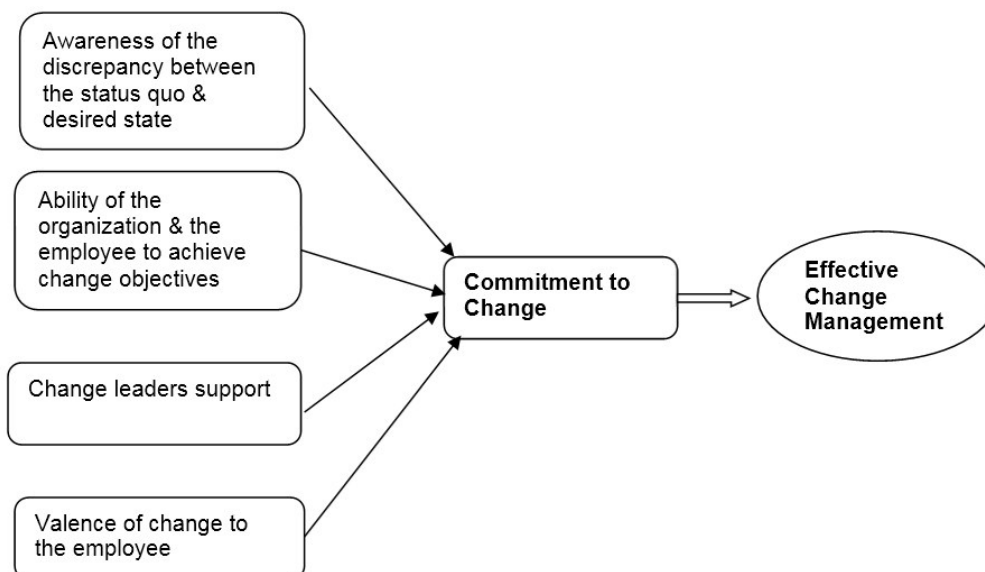 Awareness of the
discrepancy between
the status quo &
desired state
Ability of the
organization & the
employee to achieve
change objectives
Change leaders support
Valence of change to
the employee
Commitment to
Change
Effective
Change
Management